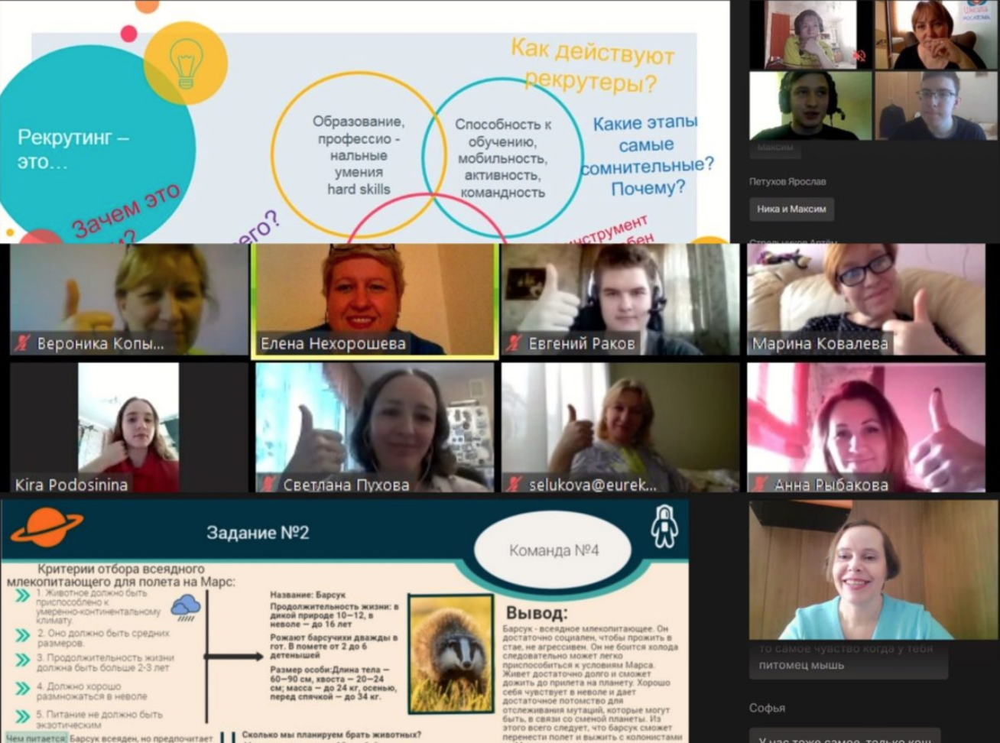 Как действуют
рекрутеры?
Рекрутинг –
это...
Образование,
профессио -
нальные
умения
hard skills
Способность к
обучению,
мобильность,
активность,
командность
Какие этапы
самые
сомнительные?
Почему?
Зачем это
его?
инструмент
Школа
РОСАТОМА
Максим
Петухов Ярослав
Ника и Максим
Стрельников Артём
Вероника Копы...
Елена Нехорошева
Евгений Раков
Марина Ковалева
Kira Podosinina
Светлана Пухова
selukova@eurek...
Анна Рыбакова
Задание №2
Команда №4
Критерии отбора всеядного
млекопитающего для полета на Марс:
1. Животное должно быть
приспособлено к
умеренно-континентальному
климату.
2. Оно должно быть средних
размеров.
3. Продолжительность жизни
должна быть больше 2-3 лет
4. Должно хорошо
размножаться в неволе
5. Питание не должно быть
экзотическим
Чем питается: Барсук всеяден, но предпочитает
Название: Барсук
Продолжительность жизни: в
дикой природе 10—12, в
неволе — до 16 лет
Рожают барсучихи дважды в
гот. В помете от 2 до 6
детенышей
Размер особи:Длина тела —
60—90 см, хвоста — 20—24
см; масса — до 24 кг, осенью,
перед спячкой — до 34 кг.
Сколько мы планируем брать животных?
Вывод:
Барсук - всеядное млекопитающее. Он
достаточно социален, чтобы прожить в
стае, не агрессивен. Он не боится холода
следовательно может легко
приспособиться к условиям Марса.
Живет достаточно долго и сможет
дожить до прилета на планету. Хорошо
себя чувствует в неволе и дает
достаточное потомство для
отслеживания мутаций, которые могут
быть, в связи со сменой планеты. Из
этого всего следует, что барсук сможет
перенести полет и выжить с колонистами
то самое чувство когда у тебя
питомец мышь
Софья
У нас тоже самое, только кош